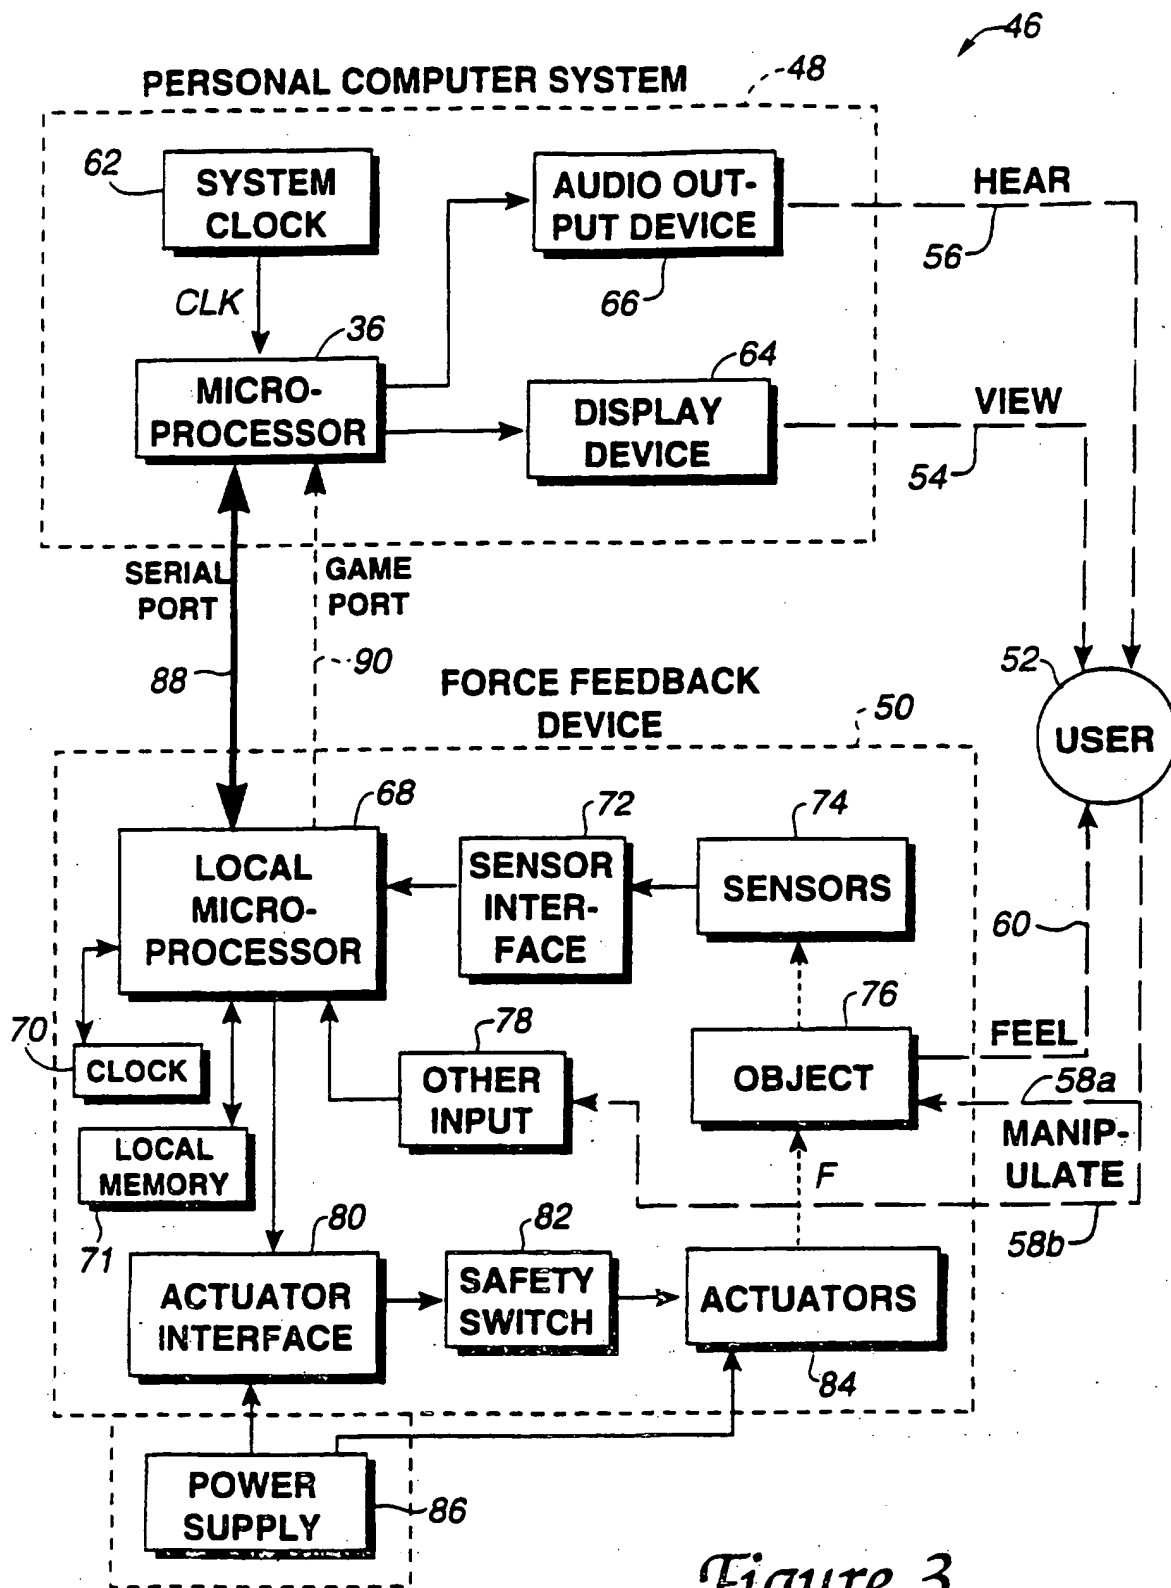 46
PERSONAL COMPUTER SYSTEM
48
62
SYSTEM
CLOCK
AUDIO OUT-
PUT DEVICE
66
HEAR
56
CLK
36
MICRO-
PROCESSOR
64
DISPLAY
DEVICE
VIEW
54
SERIAL
PORT
GAME
PORT
88
90
FORCE FEEDBACK
DEVICE
50
52
USER
68
LOCAL
MICRO-
PROCESSOR
72
SENSOR
INTER-
FACE
74
SENSORS
60
70
CLOCK
78
OTHER
INPUT
76
OBJECT
FEEL
58a
MANIP-
ULATE
58b
LOCAL
MEMORY
71
F
80
ACTUATOR
INTERFACE
82
SAFETY
SWITCH
ACTUATORS
84
POWER
SUPPLY
86
Figure 3